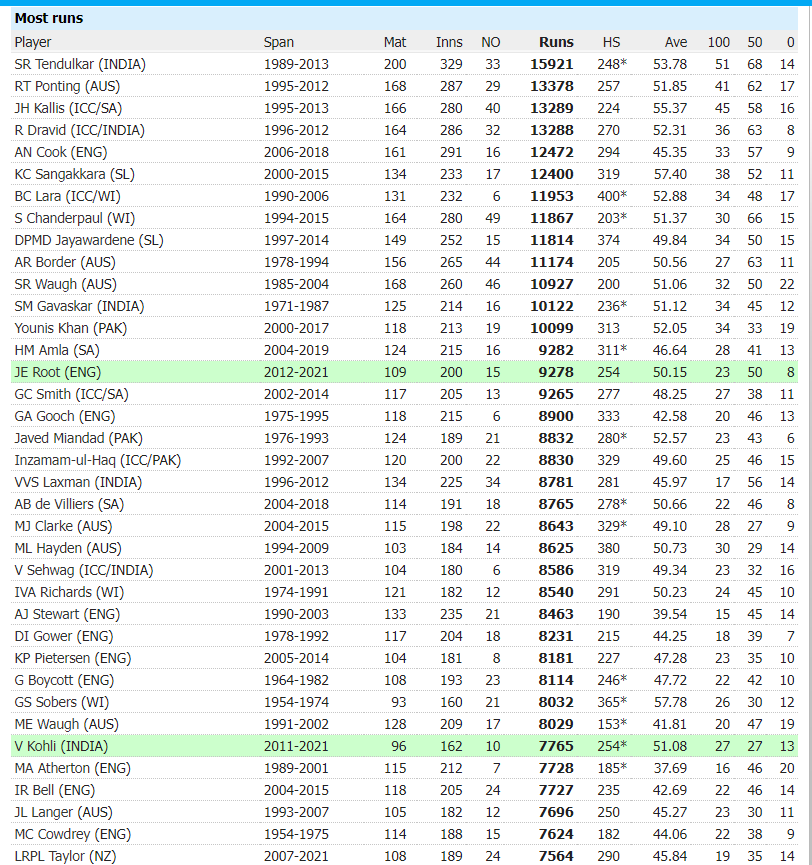 Most runs
Player Span Mat Inns NO Runs HS Ave 100 50 0
SR Tendulkar (INDIA) 1989-2013 200 329 33 15921 248* 53.78 51 68 14
RT Ponting (AUS) 1995-2012 168 287 29 13378 257 51.85 41 62 17
JH Kallis (ICC/SA) 1995-2013 166 280 40 13289 224 55.37 45 58 16
R Dravid (ICC/INDIA) 1996-2012 164 286 32 13288 270 52.31 36 63 8
AN Cook (ENG) 2006-2018 161 291 16 12472 294 45.35 33 57 9
KC Sangakkara (SL) 2000-2015 134 233 17 12400 319 57.40 38 52 11
BC Lara (ICC/WI) 1990-2006 131 232 6 11953 400* 52.88 34 48 17
S Chanderpaul (WI) 1994-2015 164 280 49 11867 203* 51.37 30 66 15
DPMD Jayawardene (SL) 1997-2014 149 252 15 11814 374 49.84 34 50 15
AR Border (AUS) 1978-1994 156 265 44 11174 205 50.56 27 63 11
SR Waugh (AUS) 1985-2004 168 260 46 10927 200 51.06 32 50 22
SM Gavaskar (INDIA) 1971-1987 125 214 16 10122 236* 51.12 34 45 12
Younis Khan (PAK) 2000-2017 118 213 19 10099 313 52.05 34 33 19
HM Amla (SA) 2004-2019 124 215 16 9282 311* 46.64 28 41 13
JE Root (ENG) 2012-2021 109 200 15 9278 254 50.15 23 50 8
GC Smith (ICC/SA) 2002-2014 117 205 13 9265 277 48.25 27 38 11
GA Gooch (ENG) 1975-1995 118 215 6 8900 333 42.58 20 46 13
Javed Miandad (PAK) 1976-1993 124 189 21 8832 280* 52.57 23 43 6
Inzamam-ul-Haq (ICC/PAK) 1992-2007 120 200 22 8830 329 49.60 25 46 15
VVS Laxman (INDIA) 1996-2012 134 225 34 8781 281 45.97 17 56 14
AB de Villiers (SA) 2004-2018 114 191 18 8765 278* 50.66 22 46 8
MJ Clarke (AUS) 2004-2015 115 198 22 8643 329* 49.10 28 27 9
ML Hayden (AUS) 1994-2009 103 184 14 8625 380 50.73 30 29 14
V Sehwag (ICC/INDIA) 2001-2013 104 180 6 8586 319 49.34 23 32 16
IVA Richards (WI) 1974-1991 121 182 12 8540 291 50.23 24 45 10
AJ Stewart (ENG) 1990-2003 133 235 21 8463 190 39.54 15 45 14
DI Gower (ENG) 1978-1992 117 204 18 8231 215 44.25 18 39 7
KP Pietersen (ENG) 2005-2014 104 181 8 8181 227 47.28 23 35 10
G Boycott (ENG) 1964-1982 108 193 23 8114 246* 47.72 22 42 10
GS Sobers (WI) 1954-1974 93 160 21 8032 365* 57.78 26 30 12
ME Waugh (AUS) 1991-2002 128 209 17 8029 153* 41.81 20 47 19
V Kohli (INDIA) 2011-2021 96 162 10 7765 254* 51.08 27 27 13
MA Atherton (ENG) 1989-2001 115 212 7 7728 185* 37.69 16 46 20
IR Bell (ENG) 2004-2015 118 205 24 7727 235 42.69 22 46 14
JL Langer (AUS) 1993-2007 105 182 12 7696 250 45.27 23 30 11
MC Cowdrey (ENG) 1954-1975 114 188 15 7624 182 44.06 22 38 9
LRPL Taylor (NZ) 2007-2021 108 189 24 7564 290 45.84 19 35 14